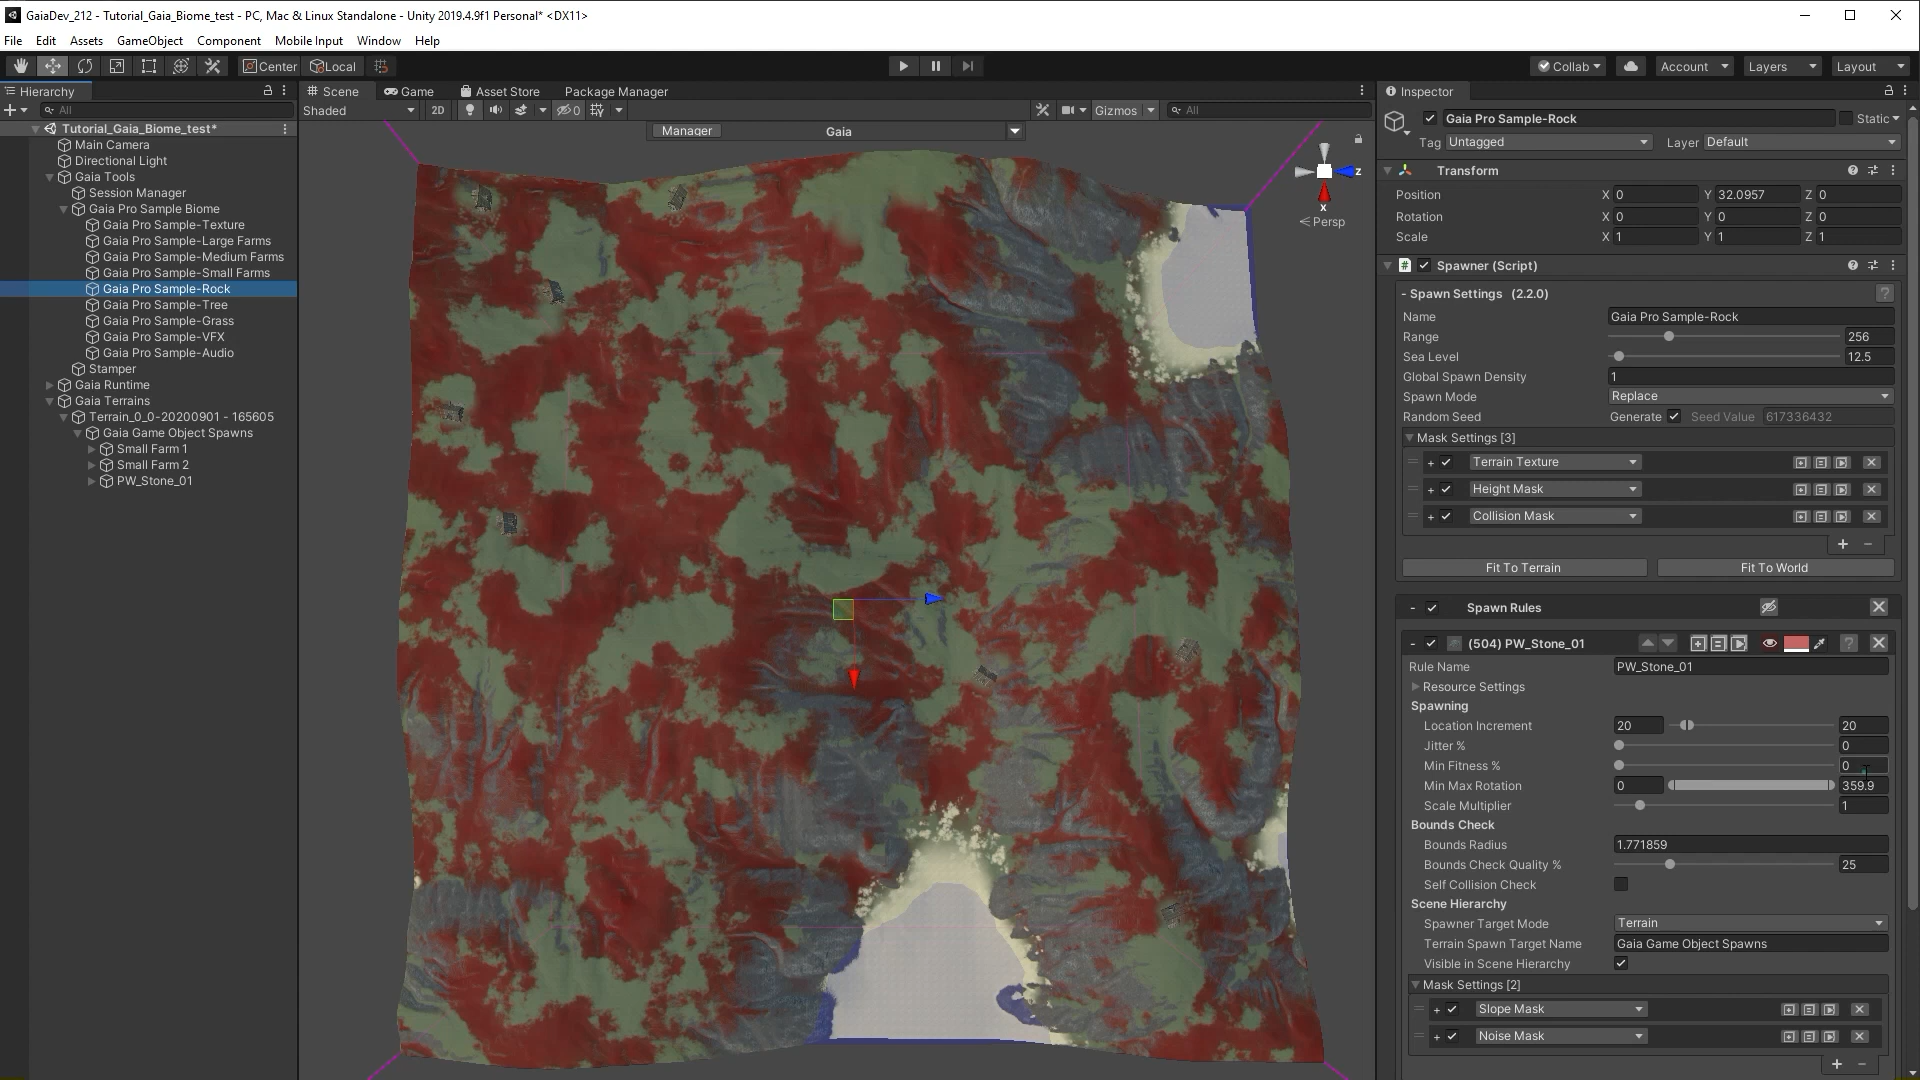 GaiaDev_212 - Tutorial_Gaia_Biome_test - PC, Mac & Linux Standalone - Unity 2019.4.9f1 Personal* <DX11>
File Edit Assets GameObject Component Mobile Input Window Help
Center Local Collab Account Layers Layout
Hierarchy
All
Tutorial_Gaia_Biome_test*
Main Camera
Directional Light
Gaia Tools
Session Manager
Gaia Pro Sample Biome
Gaia Pro Sample-Texture
Gaia Pro Sample-Large Farms
Gaia Pro Sample-Medium Farms
Gaia Pro Sample-Small Farms
Gaia Pro Sample-Rock
Gaia Pro Sample-Tree
Gaia Pro Sample-Grass
Gaia Pro Sample-VFX
Gaia Pro Sample-Audio
Stamper
Gaia Runtime
Gaia Terrains
Terrain_0_0-20200901 - 165605
Gaia Game Object Spawns
Small Farm 1
Small Farm 2
PW_Stone_01
Scene Game Asset Store Package Manager
Shaded 2D 0 Gizmos All
Manager Gaia
z
x
< Persp
Inspector
Gaia Pro Sample-Rock Static
Tag Untagged Layer Default
Transform
Position X 0 Y 32.0957 Z 0
Rotation X 0 Y 0 Z 0
Scale X 1 Y 1 Z 1
# Spawner (Script)
- Spawn Settings (2.2.0) ?
Name Gaia Pro Sample-Rock
Range 256
Sea Level 12.5
Global Spawn Density 1
Spawn Mode Replace
Random Seed Generate Seed Value 617336432
Mask Settings [3]
+ Terrain Texture
+ Height Mask
+ Collision Mask
+ -
Fit To Terrain Fit To World
- Spawn Rules
- (504) PW_Stone_01 ?
Rule Name PW_Stone_01
Resource Settings
Spawning
Location Increment 20 20
Jitter % 0
Min Fitness % 0
Min Max Rotation 0 359.9
Scale Multiplier 1
Bounds Check
Bounds Radius 1.771859
Bounds Check Quality % 25
Self Collision Check
Scene Hierarchy
Spawner Target Mode Terrain
Terrain Spawn Target Name Gaia Game Object Spawns
Visible in Scene Hierarchy
Mask Settings [2]
+ Slope Mask
+ Noise Mask
+ -